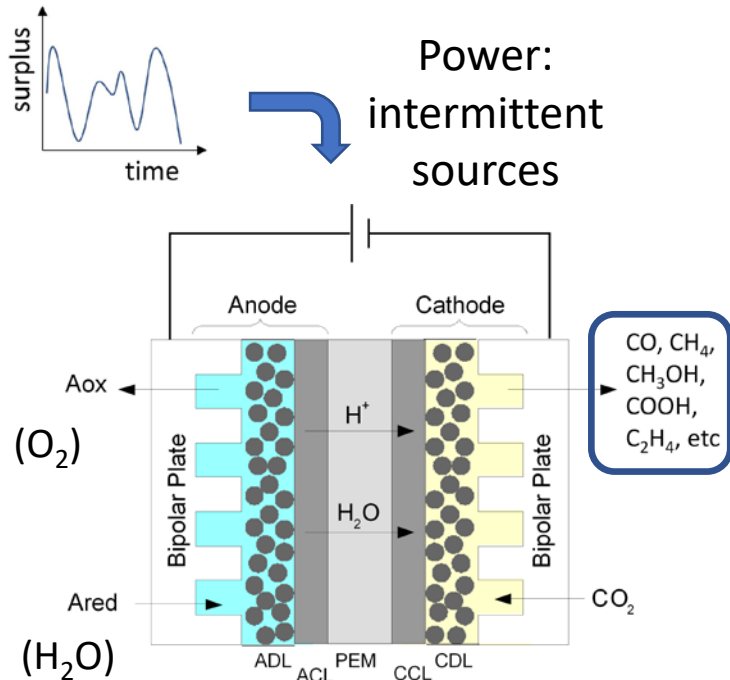 surplus
time
Power:
intermittent
sources
Anode
Cathode
Aox
(O₂)
Bipolar Plate
H⁺
H₂O
Bipolar Plate
CO, CH₄,
CH₃OH,
COOH,
C₂H₄, etc
Ared
(H₂O)
CO₂
ADL
ACL
PEM
CCL
CDL